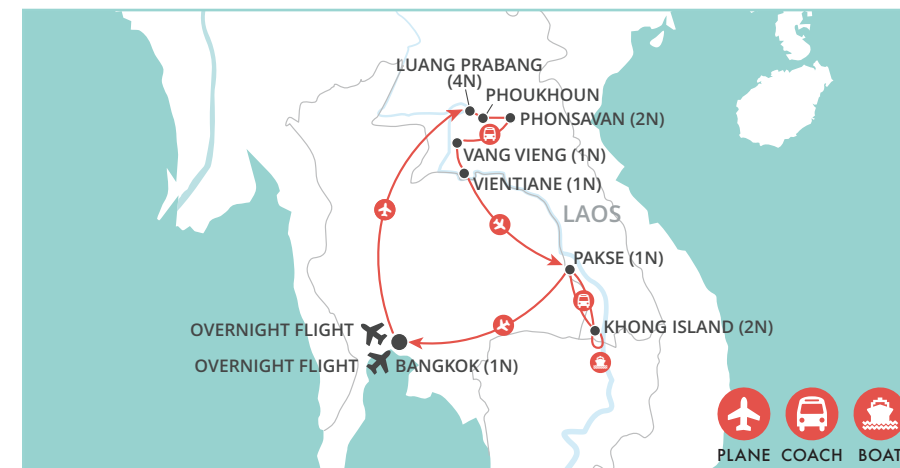 LUANG PRABANG
(4N)
PHOUKHOUN
PHONSAVAN (2N)
VANG VIENG (1N)
VIENTIANE (1N)
LAOS
PAKSE (1N)
KHONG ISLAND (2N)
OVERNIGHT FLIGHT
OVERNIGHT FLIGHT
BANGKOK (1N)
PLANE COACH BOAT